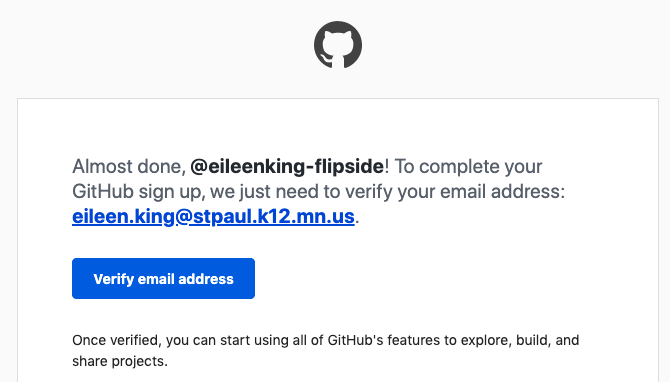 Almost done, @eileenking-flipside! To complete your
GitHub sign up, we just need to verify your email address:
eileen.king@stpaul.k12.mn.us.
Verify email address
Once verified, you can start using all of GitHub's features to explore, build, and
share projects.